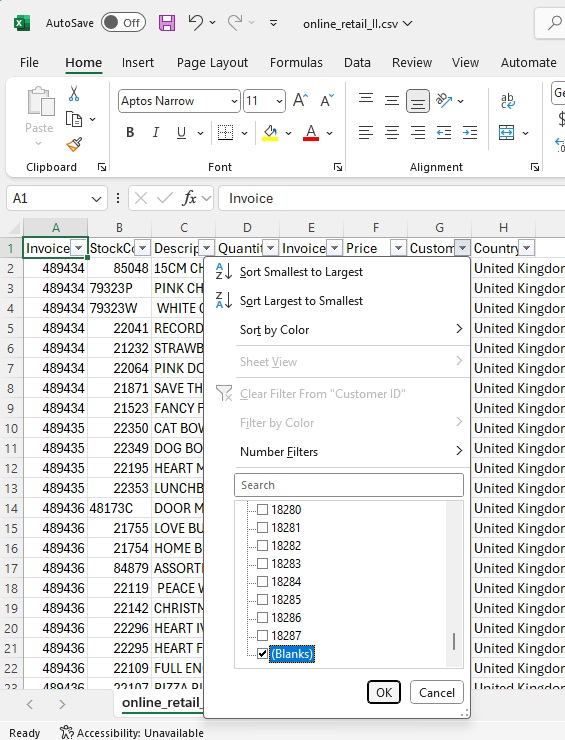 AutoSave Off online_retail_II.csv
File Home Insert Page Layout Formulas Data Review View Automate
Paste Aptos Narrow 11 A A ab Ge
B I U A $
Clipboard Font Alignment
A1 fx Invoice
A B C D E F G H
1 Invoice StockCo Descrip Quantit Invoice Price Custom Country
2 489434 85048 15CM CH United Kingdom
3 489434 79323P PINK CH United Kingdom
4 489434 79323W WHITE C United Kingdom
5 489434 22041 RECORD United Kingdom
6 489434 21232 STRAWB United Kingdom
7 489434 22064 PINK DO United Kingdom
8 489434 21871 SAVE TH United Kingdom
9 489434 21523 FANCY F United Kingdom
10 489435 22350 CAT BOW United Kingdom
11 489435 22349 DOG BO United Kingdom
12 489435 22195 HEART M United Kingdom
13 489435 22353 LUNCHB United Kingdom
14 489436 48173C DOOR M United Kingdom
15 489436 21755 LOVE BU United Kingdom
16 489436 21754 HOME B United Kingdom
17 489436 84879 ASSORT United Kingdom
18 489436 22119 PEACE W United Kingdom
19 489436 22142 CHRISTM United Kingdom
20 489436 22296 HEART IV United Kingdom
21 489436 22295 HEART F United Kingdom
22 489436 22109 FULL ENG United Kingdom
23 489436 22107 PIZZA PL United Kingdom
Sort Smallest to Largest
Sort Largest to Smallest
Sort by Color
Sheet View
Clear Filter From "Customer ID"
Filter by Color
Number Filters
Search
18280
18281
18282
18283
18284
18285
18286
18287
(Blanks)
OK Cancel
online_retail_
Ready Accessibility: Unavailable